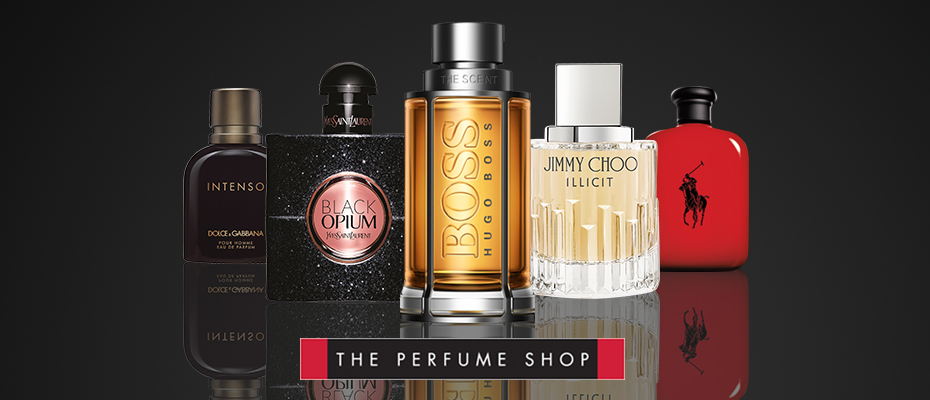 INTENSO
DOLCE & GABBANA
POUR HOMME
EAU DE PARFUM
YVESSAINTLAURENT
BLACK
OPIUM
YVESSAINTLAURENT
THE SCENT
BOSS
HUGO BOSS
JIMMY CHOO
ILLICIT
THE PERFUME SHOP